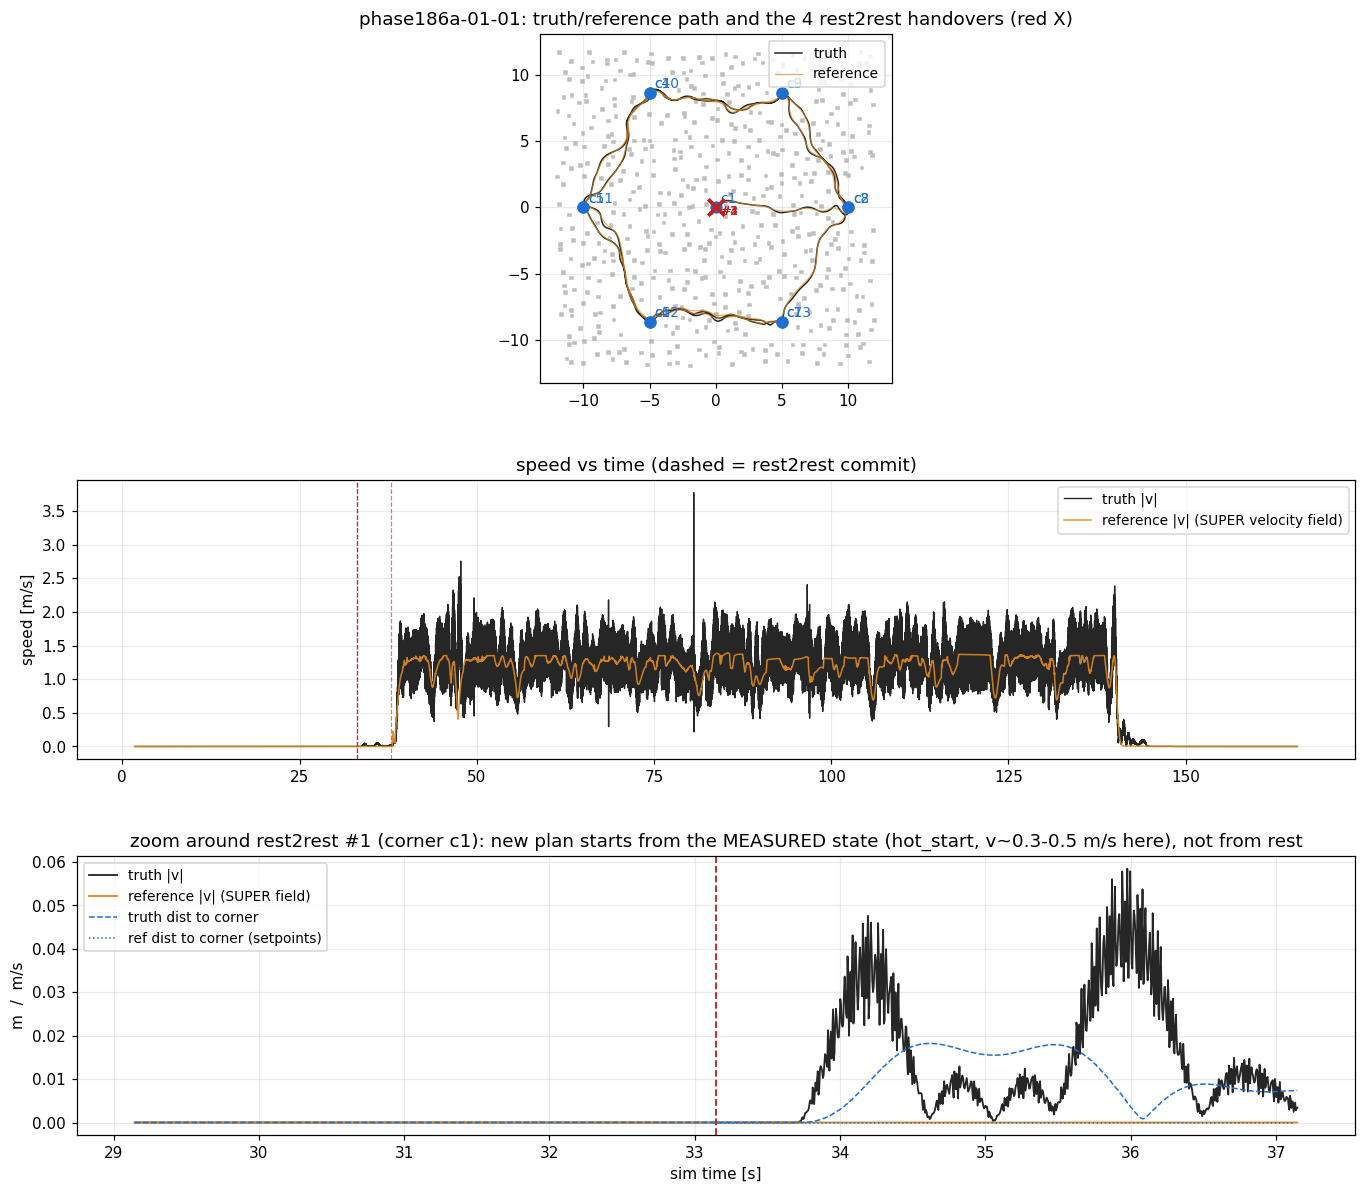 phase186a-01-01: truth/reference path and the 4 rest2rest handovers (red X)
truth
reference
10
5
0
−5
−10
c1
−10
−5
0
5
10
speed vs time (dashed = rest2rest commit)
truth |v|
reference |v| (SUPER velocity field)
speed [m/s]
3.5
3.0
2.5
2.0
1.5
1.0
0.5
0.0
0
25
50
75
100
125
150
zoom around rest2rest #1 (corner c1): new plan starts from the MEASURED state (hot_start, v~0.3-0.5 m/s here), not from rest
truth |v|
reference |v| (SUPER field)
truth dist to corner
ref dist to corner (setpoints)
m / m/s
0.06
0.05
0.04
0.03
0.02
0.01
0.00
29
30
31
32
33
34
35
36
37
sim time [s]